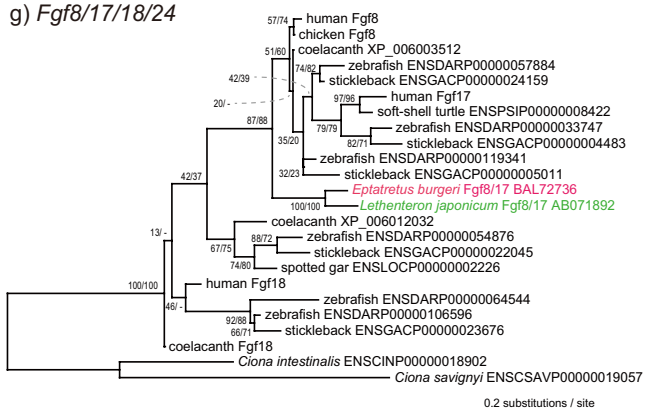 g) Fgf8/17/18/24
57/74
human Fgf8
chicken Fgf8
51/60
coelacanth XP_006003512
74/82
zebrafish ENSDARP00000057884
42/39
stickleback ENSGACP00000024159
97/96
human Fgf17
20/-
soft-shell turtle ENSPSIP00000008422
87/88
79/79
zebrafish ENSDARP00000033747
82/71
stickleback ENSGACP00000004483
35/20
zebrafish ENSDARP00000119341
32/23
stickleback ENSGACP00000005011
42/37
Eptatretus burgeri Fgf8/17 BAL72736
100/100
Lethenteron japonicum Fgf8/17 AB071892
coelacanth XP_006012032
13/ -
88/72
zebrafish ENSDARP00000054876
67/75
stickleback ENSGACP00000022045
74/80
spotted gar ENSLOCP00000002226
human Fgf18
100/100
46/ -
zebrafish ENSDARP00000064544
zebrafish ENSDARP00000106596
92/88
66/71
stickleback ENSGACP00000023676
coelacanth Fgf18
Ciona intestinalis ENSCINP00000018902
Ciona savignyi ENSCSAVP00000019057
0.2 substitutions / site